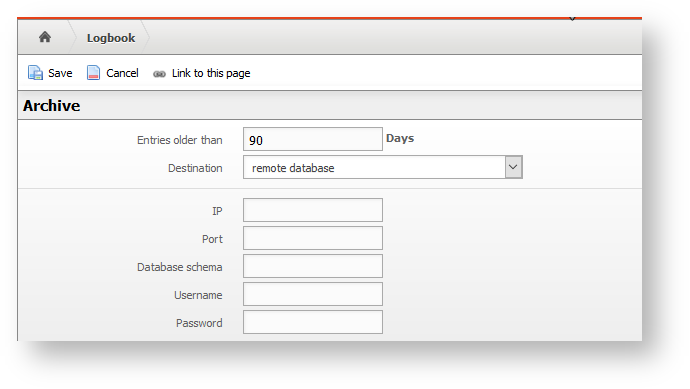 Logbook
Save Cancel Link to this page
Archive
Entries older than 90 Days
Destination remote database
IP
Port
Database schema
Username
Password